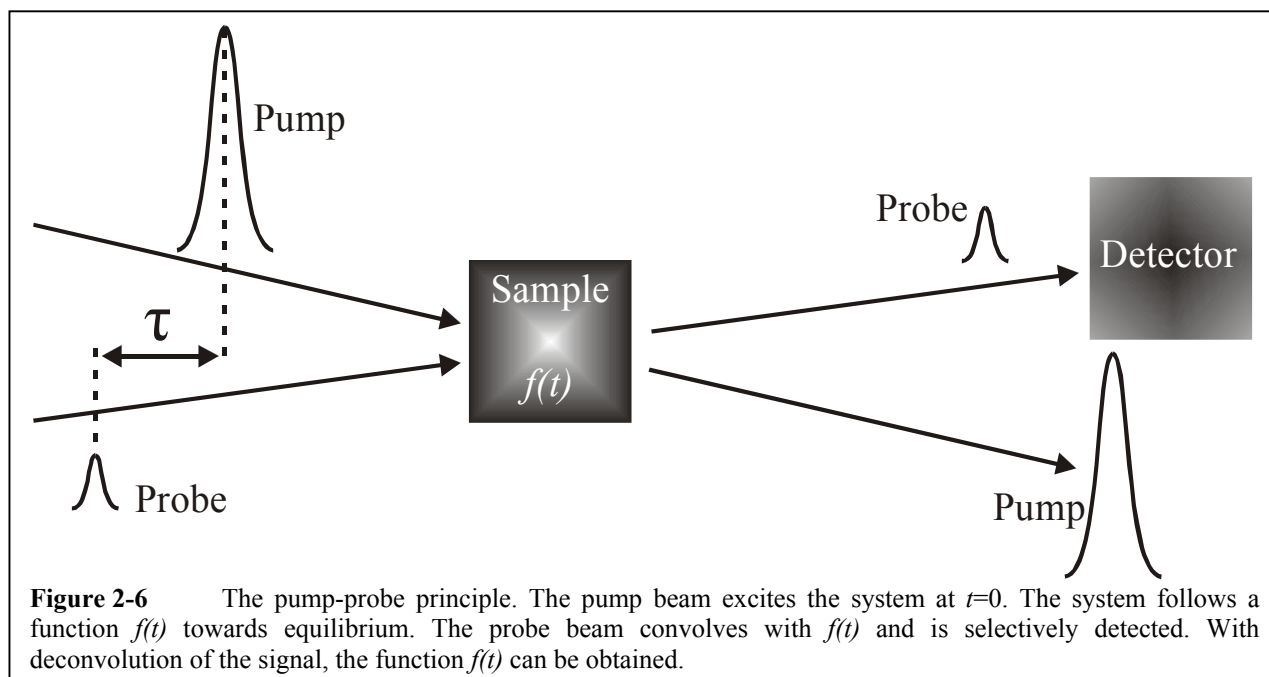 Pump
Probe
Sample
Detector
τ
f(t)
Probe
Pump
Figure 2-6 The pump-probe principle. The pump beam excites the system at t=0. The system follows a
function f(t) towards equilibrium. The probe beam convolves with f(t) and is selectively detected. With
deconvolution of the signal, the function f(t) can be obtained.